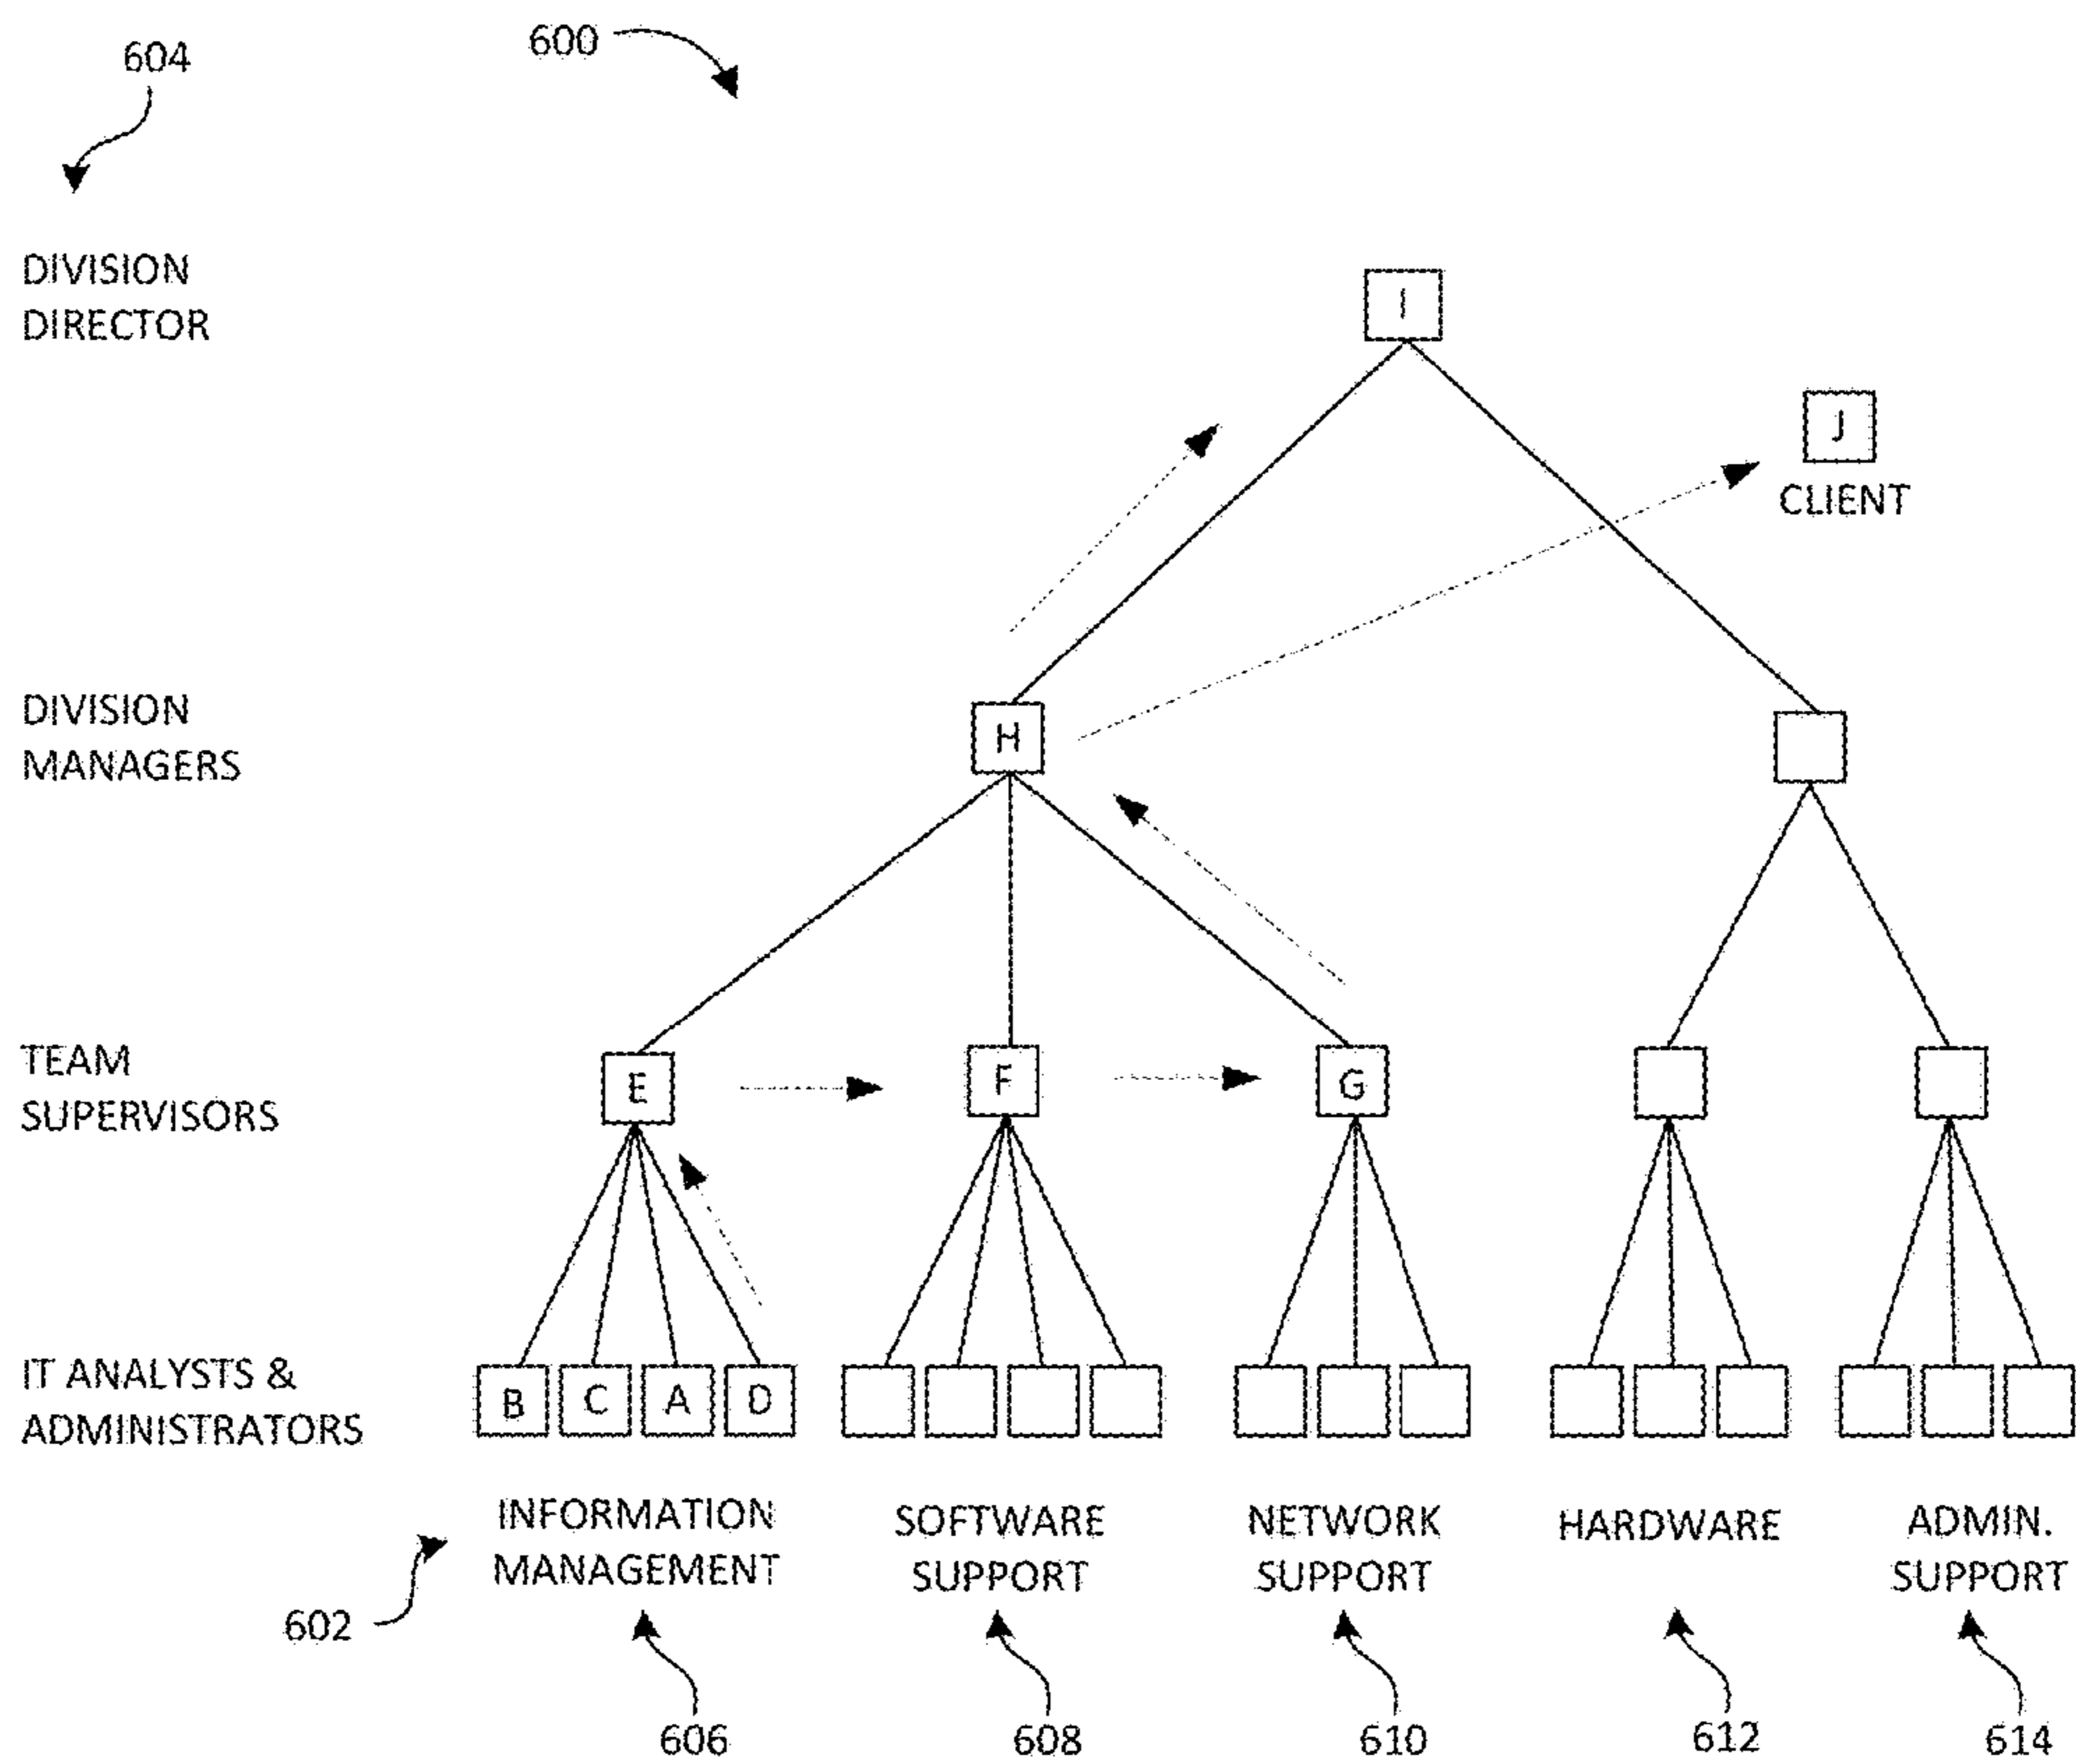 604
600
DIVISION
DIRECTOR
I
J
CLIENT
DIVISION
MANAGERS
H
TEAM
SUPERVISORS
E
F
G
IT ANALYSTS &
ADMINISTRATORS
B C A D
INFORMATION
MANAGEMENT
SOFTWARE
SUPPORT
NETWORK
SUPPORT
HARDWARE
ADMIN.
SUPPORT
602
606
608
610
612
614